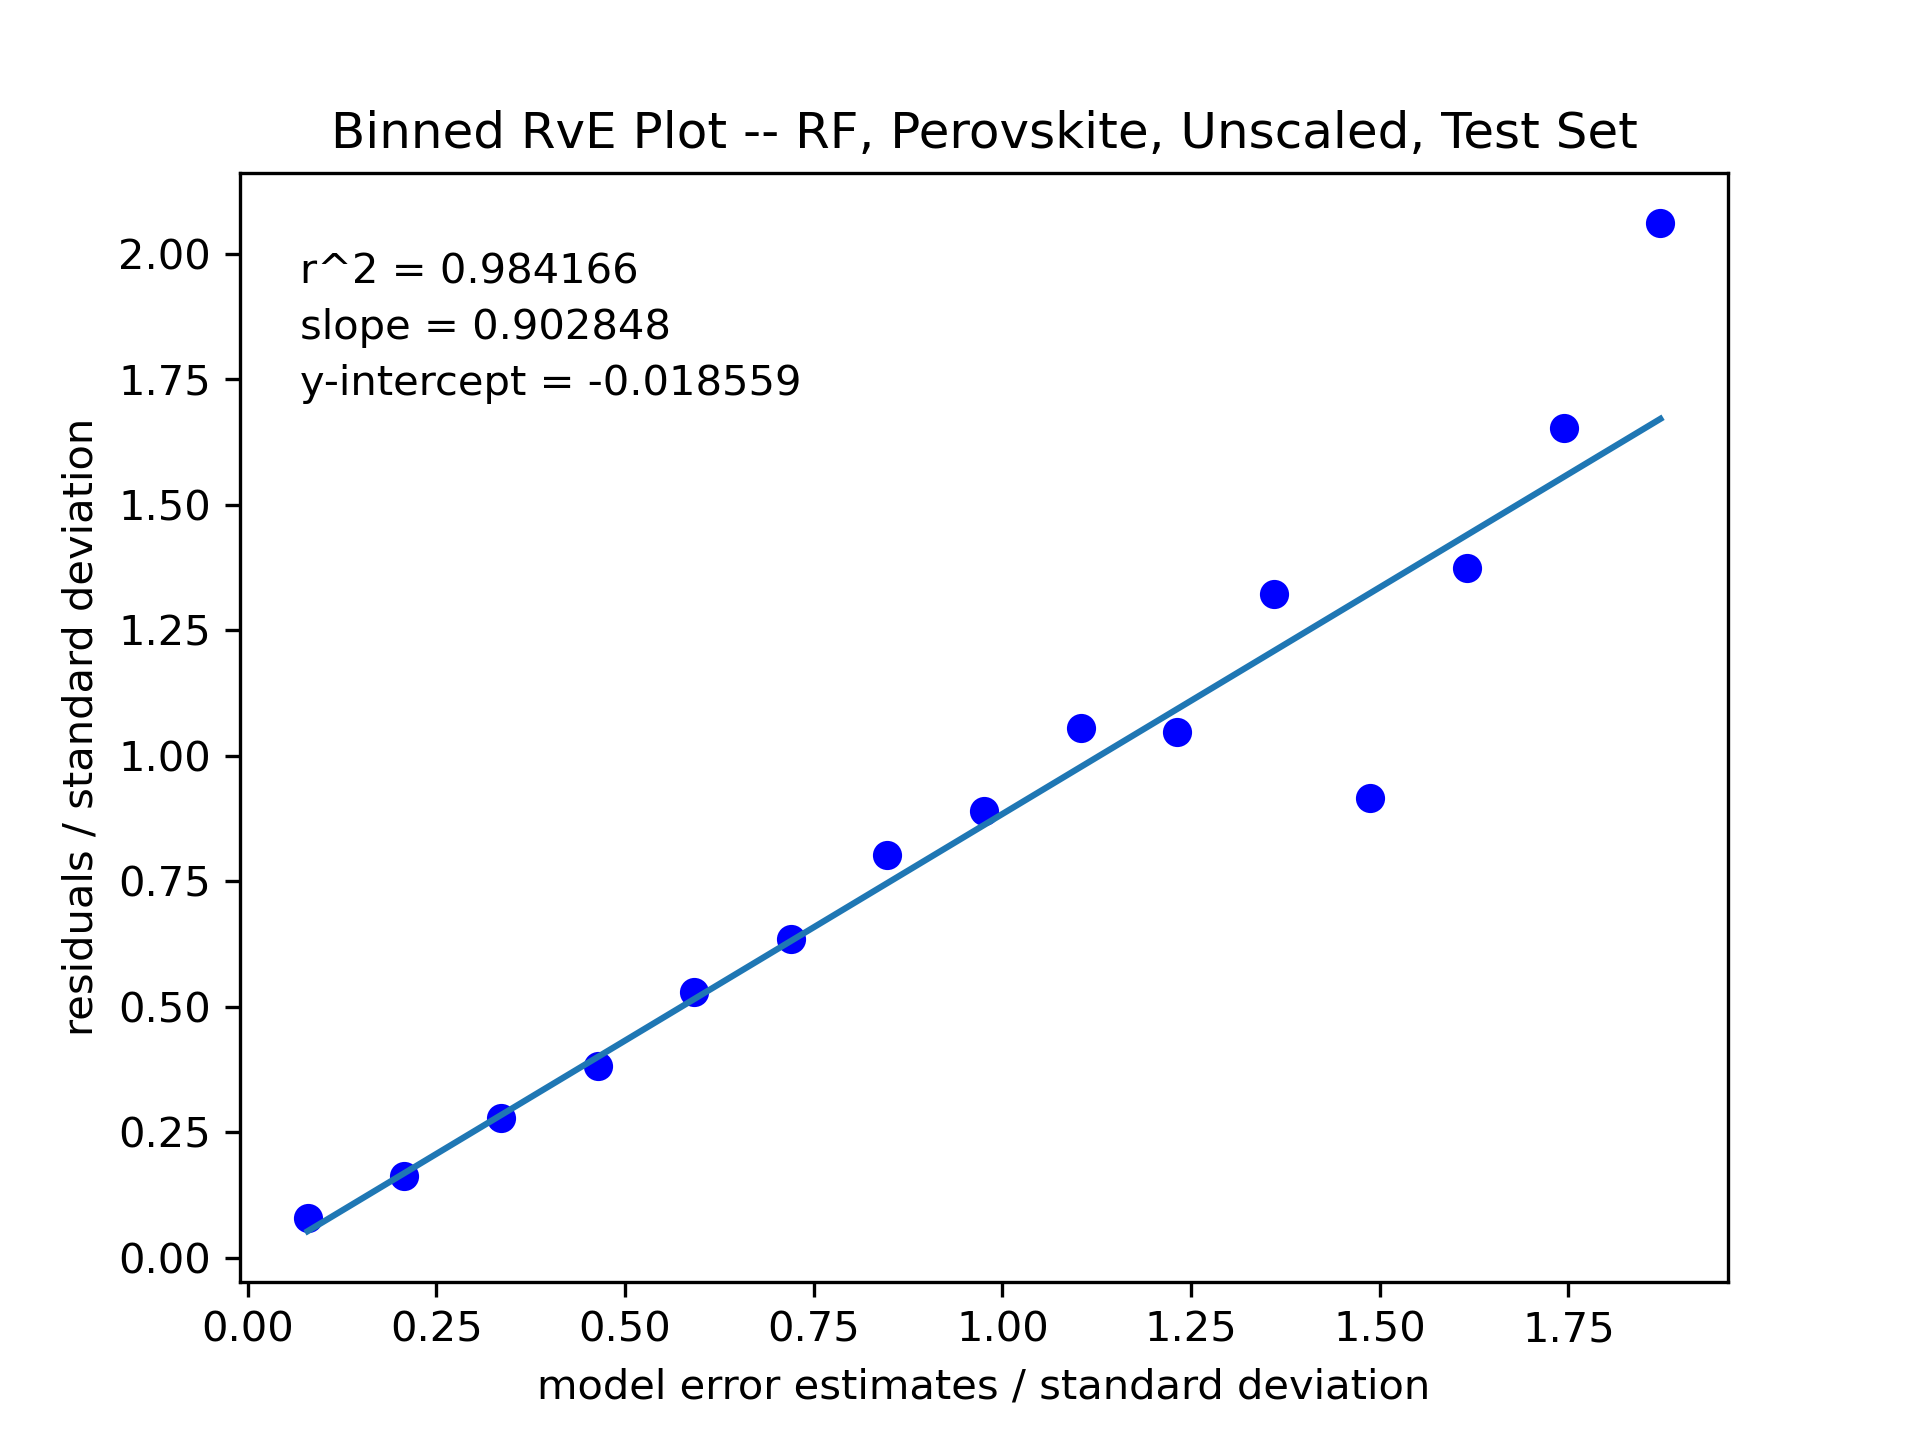 Binned RvE Plot -- RF, Perovskite, Unscaled, Test Set
r^2 = 0.984166
slope = 0.902848
y-intercept = -0.018559
2.00
1.75
1.50
1.25
1.00
0.75
0.50
0.25
0.00
residuals / standard deviation
0.00 0.25 0.50 0.75 1.00 1.25 1.50 1.75
model error estimates / standard deviation